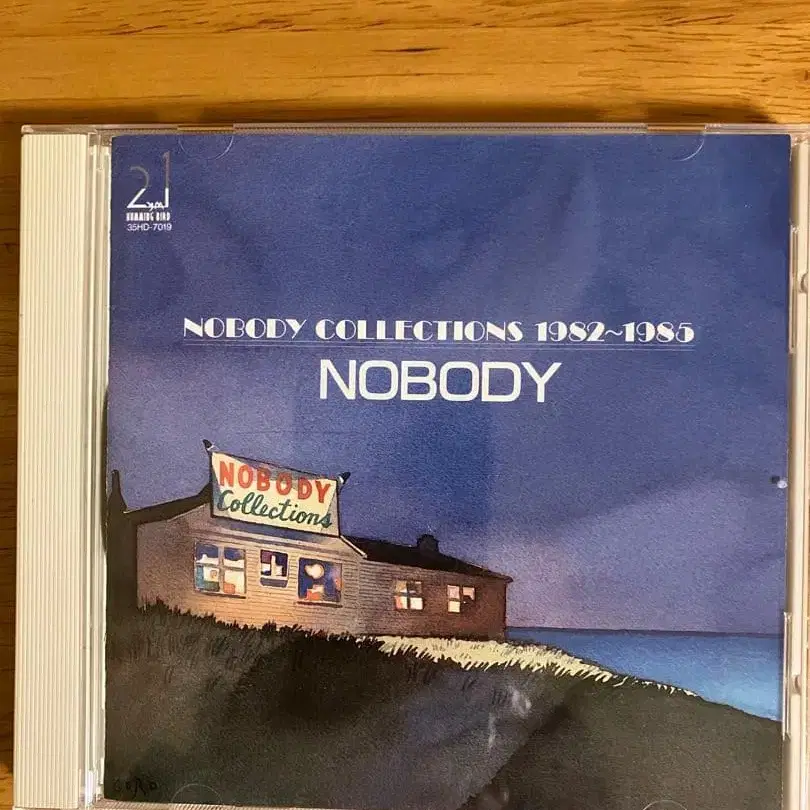 21
HUMMING BIRD
35HD-7019
NOBODY COLLECTIONS 1982~1985
NOBODY
NOBODY
Collections